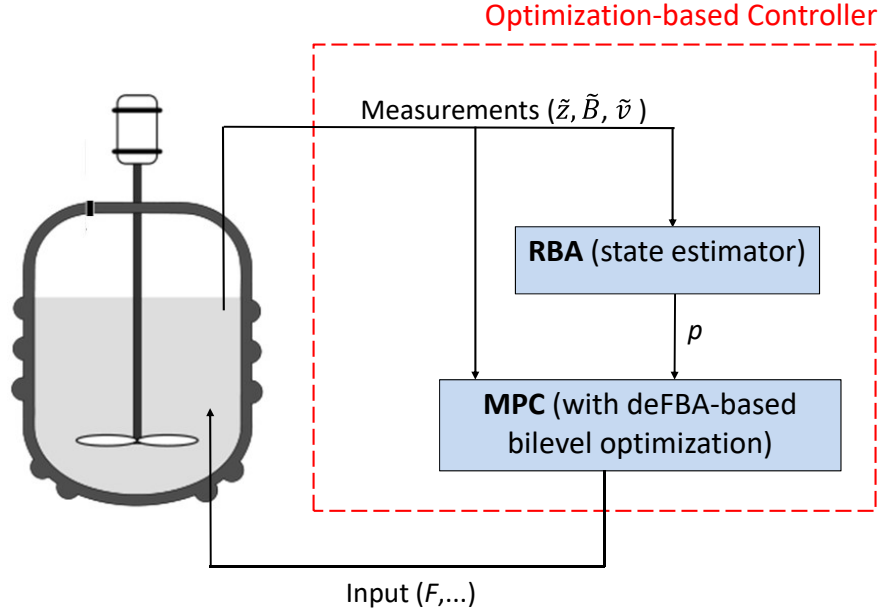 Optimization-based Controller
Measurements (z̃, B̃, ṽ )
RBA (state estimator)
p
MPC (with deFBA-based
bilevel optimization)
Input (F,...)